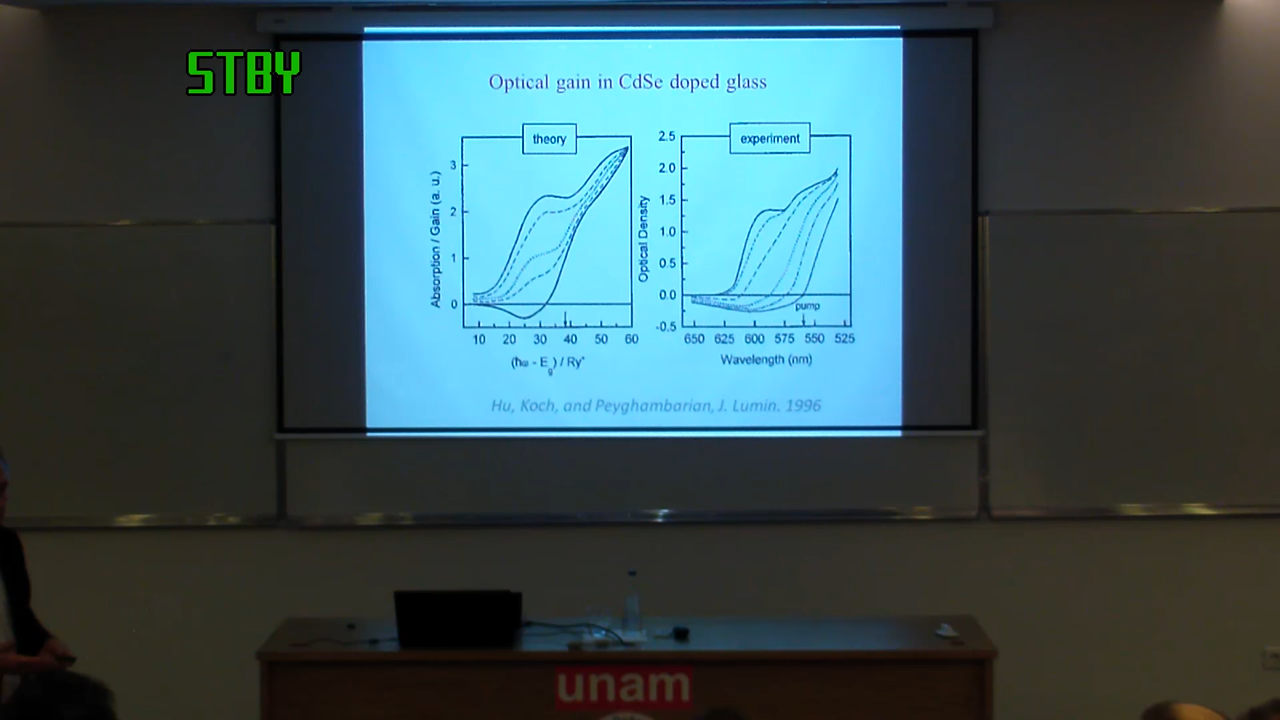 STBY
Optical gain in CdSe doped glass
theory
Absorption / Gain (a. u.)
3
2
1
0
10 20 30 40 50 60
(ħω - Eg) / Ry*
experiment
Optical Density
2.5
2.0
1.5
1.0
0.5
0.0
-0.5
pump
650 625 600 575 550 525
Wavelength (nm)
Hu, Koch, and Peyghambarian, J. Lumin. 1996
unam